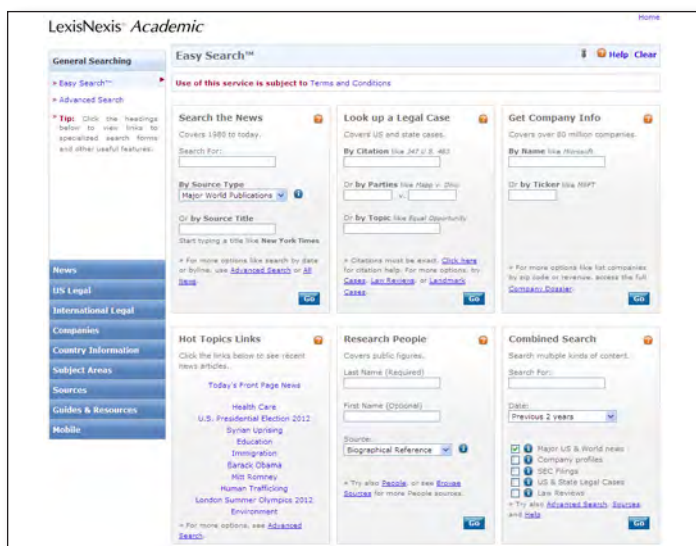 Home
LexisNexis® Academic
General Searching
» Easy Search™
» Advanced Search
* Tip: Click the headings
below to view links to
specialized search forms
and other useful features.
News
US Legal
International Legal
Companies
Country Information
Subject Areas
Sources
Guides & Resources
Mobile
Easy Search™
Help Clear
Use of this service is subject to Terms and Conditions
Search the News
Covers 1980 to today.
Search For:
By Source Type
Major World Publications
Or by Source Title
Start typing a title like New York Times
» For more options like search by date
or byline, use Advanced Search or All
News.
Go
Look up a Legal Case
Covers US and state cases.
By Citation like 347 U.S. 483
Or by Parties like Mapp v. Ohio
v.
Or by Topic like Equal Opportunity
» Citations must be exact. Click here
for citation help. For more options, try
Cases, Law Reviews, or Landmark
Cases.
Go
Get Company Info
Covers over 80 million companies.
By Name like Microsoft
Or by Ticker like MSFT
» For more options like list companies
by zip code or revenue, access the full
Company Dossier.
Go
Hot Topics Links
Click the links below to see recent
news articles.
Today's Front Page News
Health Care
U.S. Presidential Election 2012
Syrian Uprising
Education
Immigration
Barack Obama
Mitt Romney
Human Trafficking
London Summer Olympics 2012
Environment
» For more options, see Advanced
Search.
Research People
Covers public figures.
Last Name (Required)
First Name (Optional)
Source:
Biographical Reference
» Try also People, or see Browse
Sources for more People sources.
Go
Combined Search
Search multiple kinds of content.
Search For:
Date:
Previous 2 years
Major US & World news
Company profiles
SEC Filings
US & State Legal Cases
Law Reviews
» Try also Advanced Search, Sources,
and Help.
Go